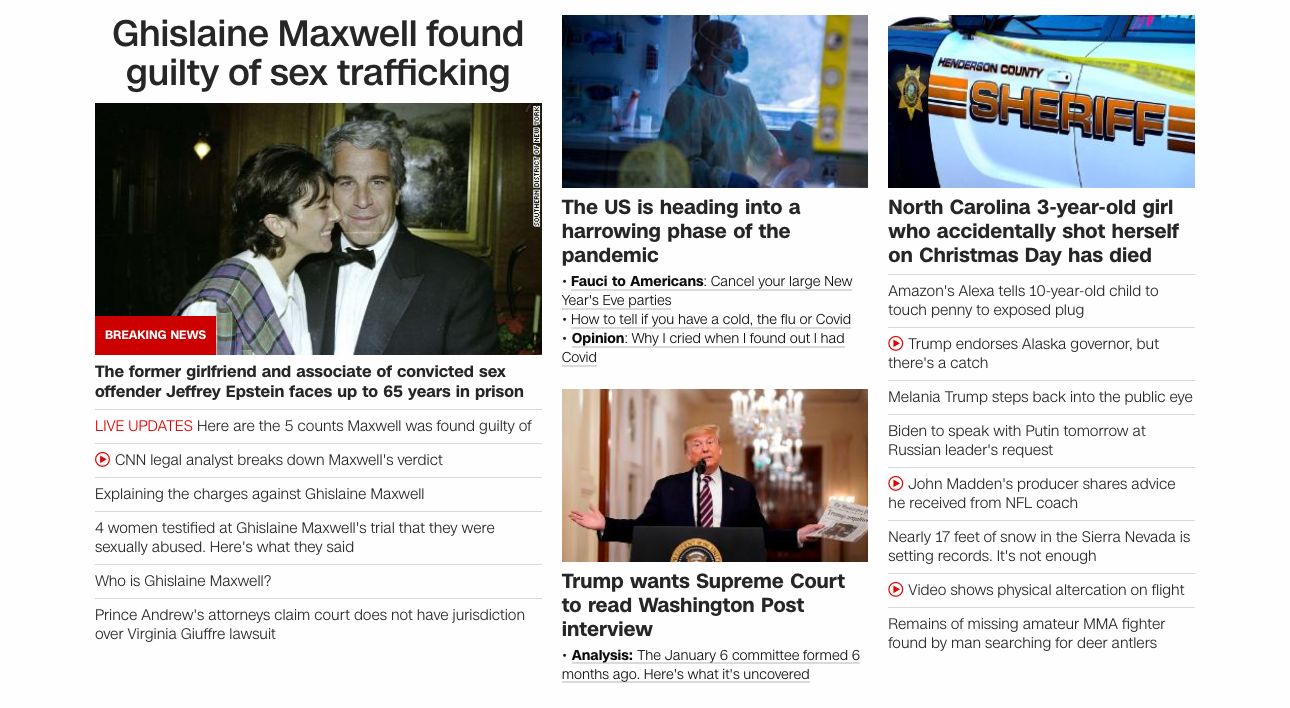 Ghislaine Maxwell found
guilty of sex trafficking
SOUTHERN DISTRICT OF NEW YORK
BREAKING NEWS
The former girlfriend and associate of convicted sex
offender Jeffrey Epstein faces up to 65 years in prison
LIVE UPDATES Here are the 5 counts Maxwell was found guilty of
CNN legal analyst breaks down Maxwell's verdict
Explaining the charges against Ghislaine Maxwell
4 women testified at Ghislaine Maxwell's trial that they were
sexually abused. Here's what they said
Who is Ghislaine Maxwell?
Prince Andrew's attorneys claim court does not have jurisdiction
over Virginia Giuffre lawsuit
The US is heading into a
harrowing phase of the
pandemic
• Fauci to Americans: Cancel your large New
Year's Eve parties
• How to tell if you have a cold, the flu or Covid
• Opinion: Why I cried when I found out I had
Covid
Trump wants Supreme Court
to read Washington Post
interview
• Analysis: The January 6 committee formed 6
months ago. Here's what it's uncovered
HENDERSON COUNTY
SHERIFF
North Carolina 3-year-old girl
who accidentally shot herself
on Christmas Day has died
Amazon's Alexa tells 10-year-old child to
touch penny to exposed plug
Trump endorses Alaska governor, but
there's a catch
Melania Trump steps back into the public eye
Biden to speak with Putin tomorrow at
Russian leader's request
John Madden's producer shares advice
he received from NFL coach
Nearly 17 feet of snow in the Sierra Nevada is
setting records. It's not enough
Video shows physical altercation on flight
Remains of missing amateur MMA fighter
found by man searching for deer antlers